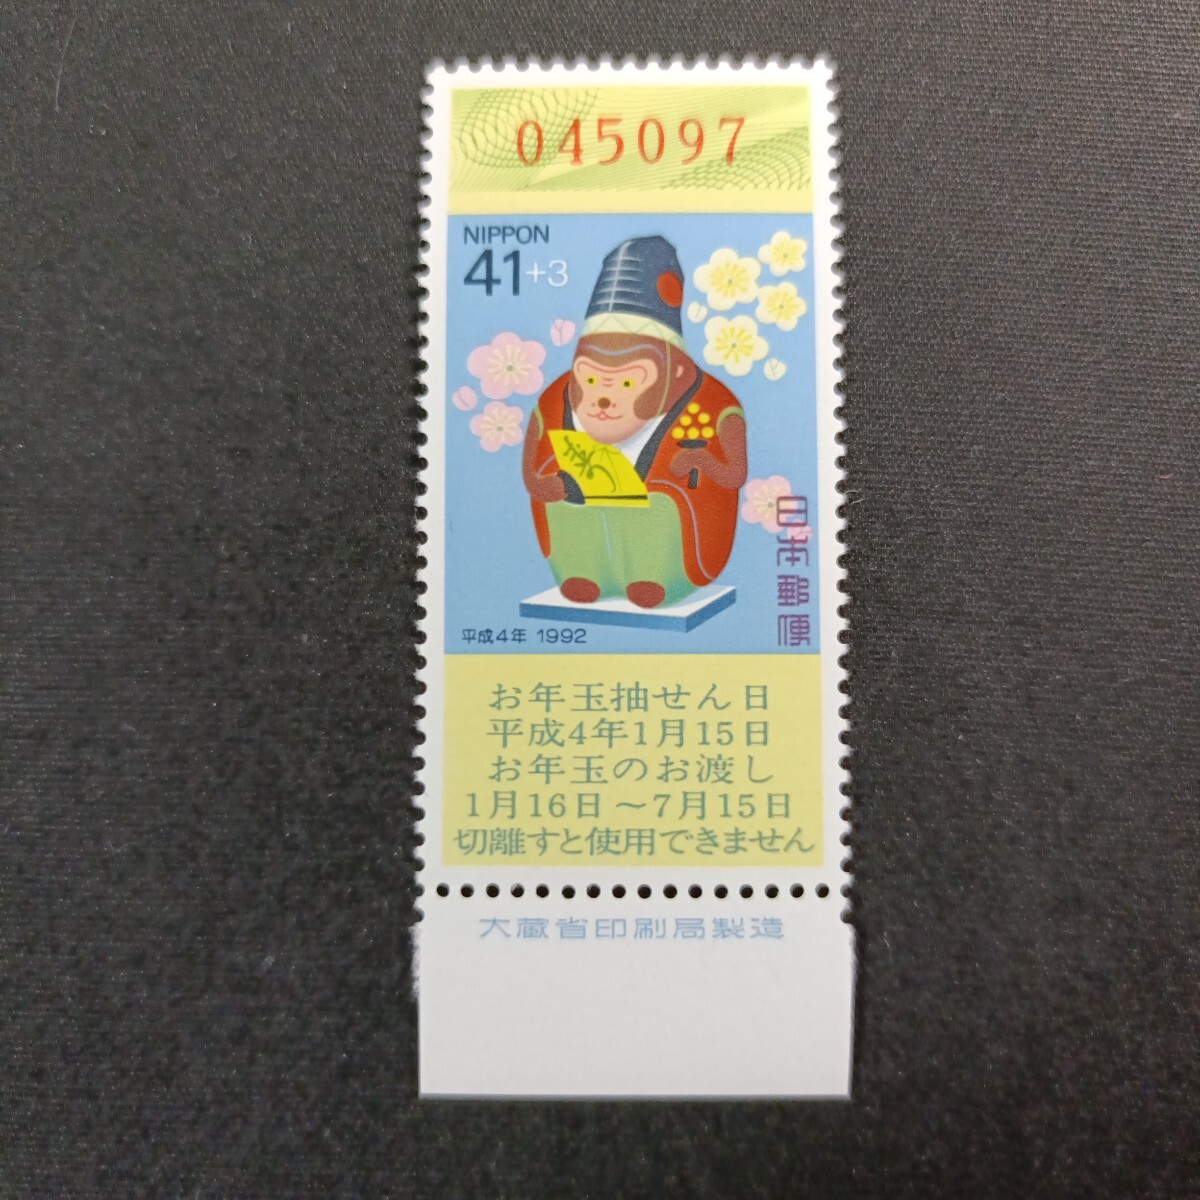 045097
NIPPON
41+3
寿
日本郵便
平成4年 1992
お年玉抽せん日
平成4年1月15日
お年玉のお渡し
1月16日～7月15日
切離すと使用できません
大蔵省印刷局製造